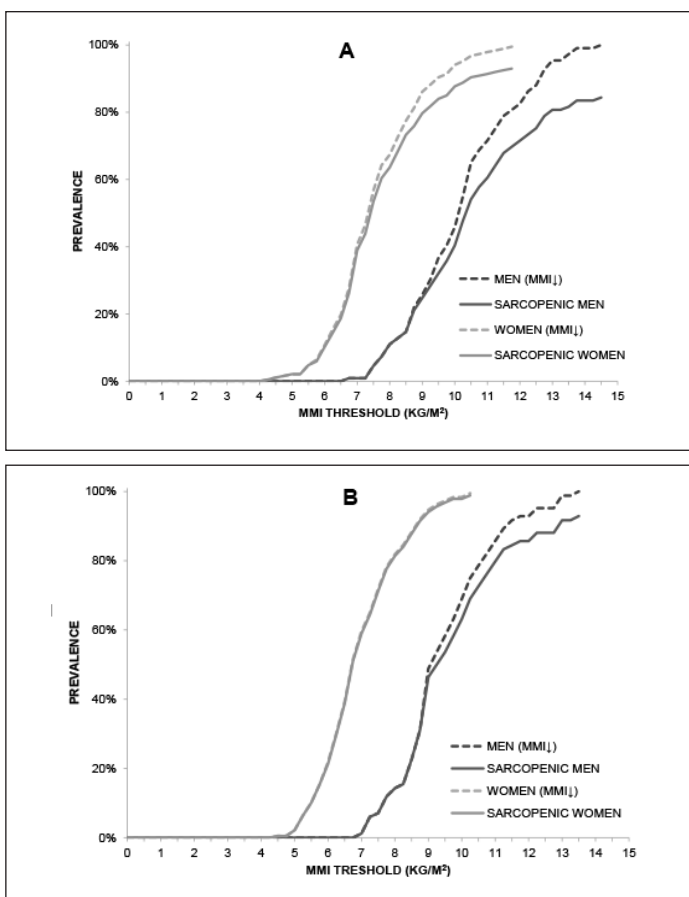 A
100%
80%
60%
40%
20%
0%
PREVALENCE
MEN (MMI↓)
SARCOPENIC MEN
WOMEN (MMI↓)
SARCOPENIC WOMEN
0 1 2 3 4 5 6 7 8 9 10 11 12 13 14 15
MMI THRESHOLD (KG/M²)
B
100%
80%
60%
40%
20%
0%
PREVALENCE
MEN (MMI↓)
SARCOPENIC MEN
WOMEN (MMI↓)
SARCOPENIC WOMEN
0 1 2 3 4 5 6 7 8 9 10 11 12 13 14 15
MMI TRESHOLD (KG/M²)